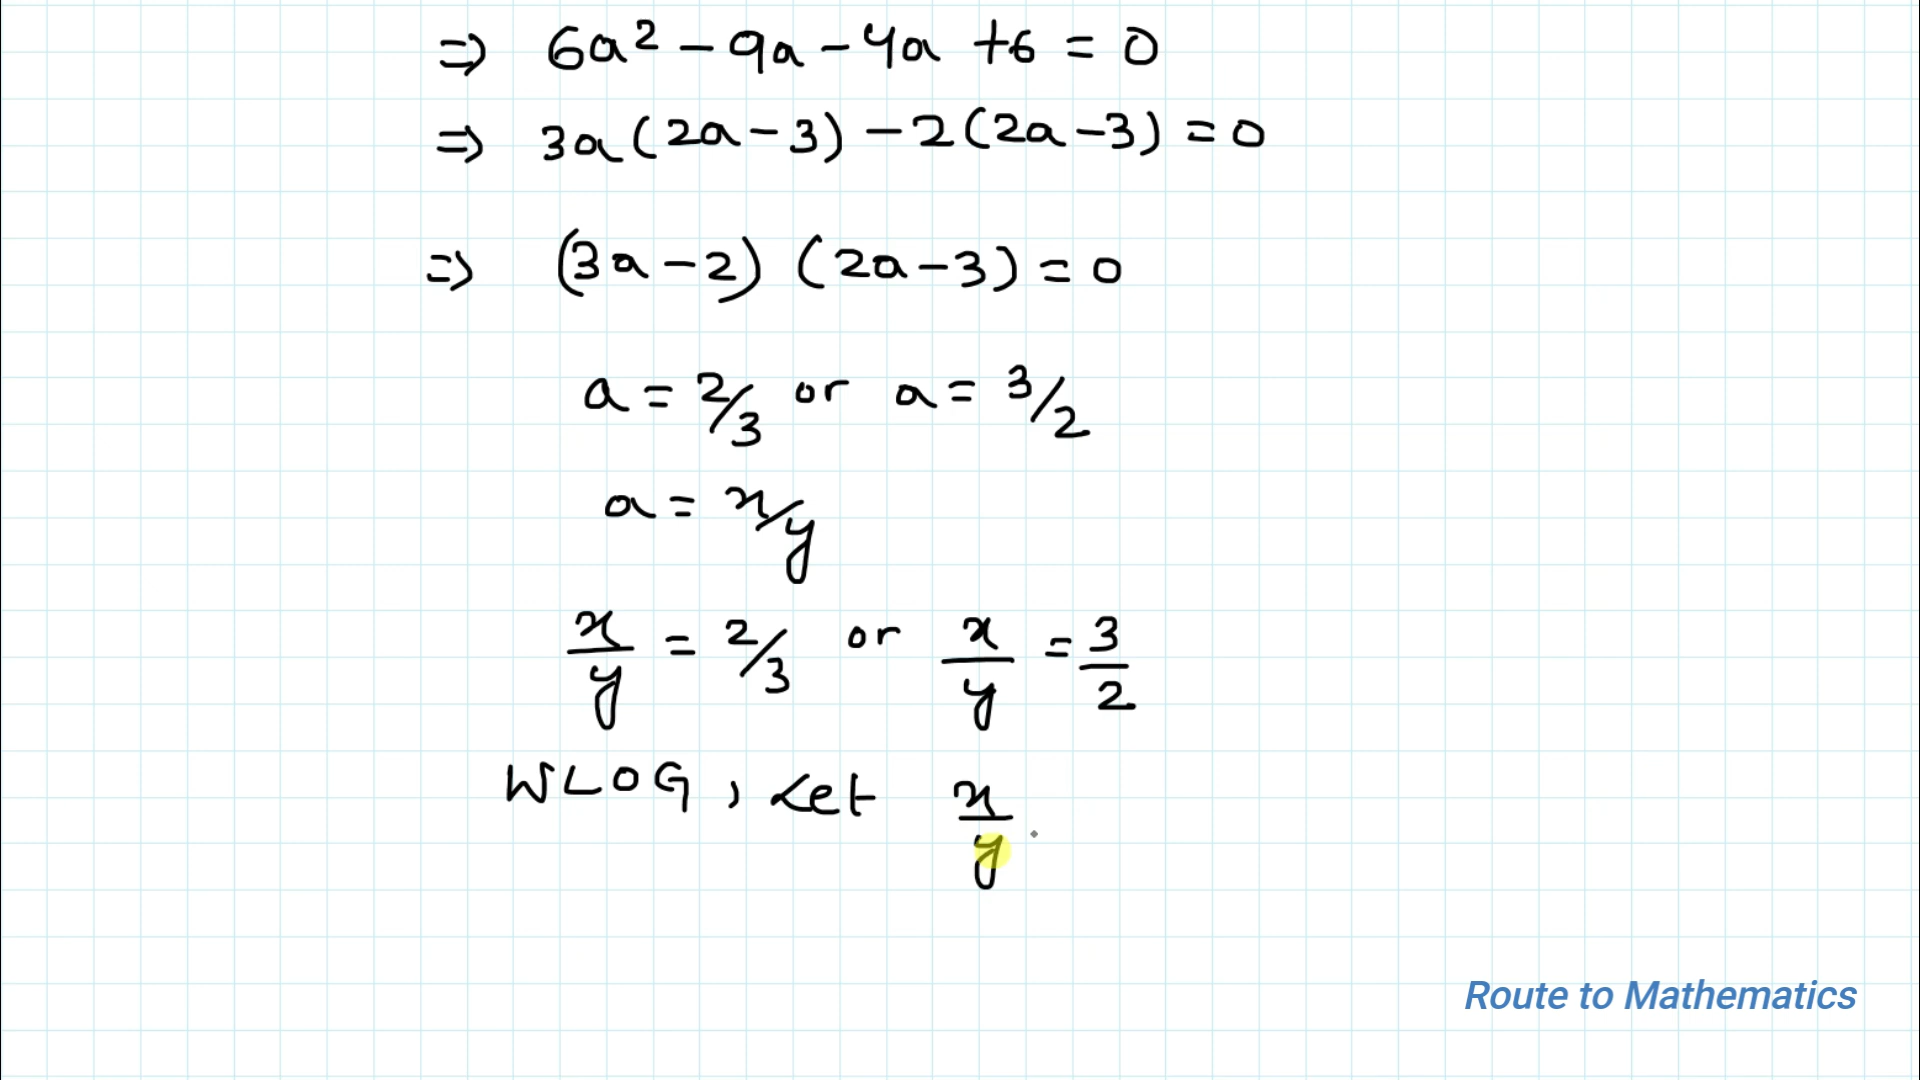 ⇒ 6a² - 9a - 4a + 6 = 0
⇒ 3a(2a-3) - 2(2a-3) = 0
⇒ (3a-2) (2a-3) = 0
a = 2/3 or a = 3/2
a = x/y
x/y = 2/3 or x/y = 3/2
WLOG, Let x/y
Route to Mathematics